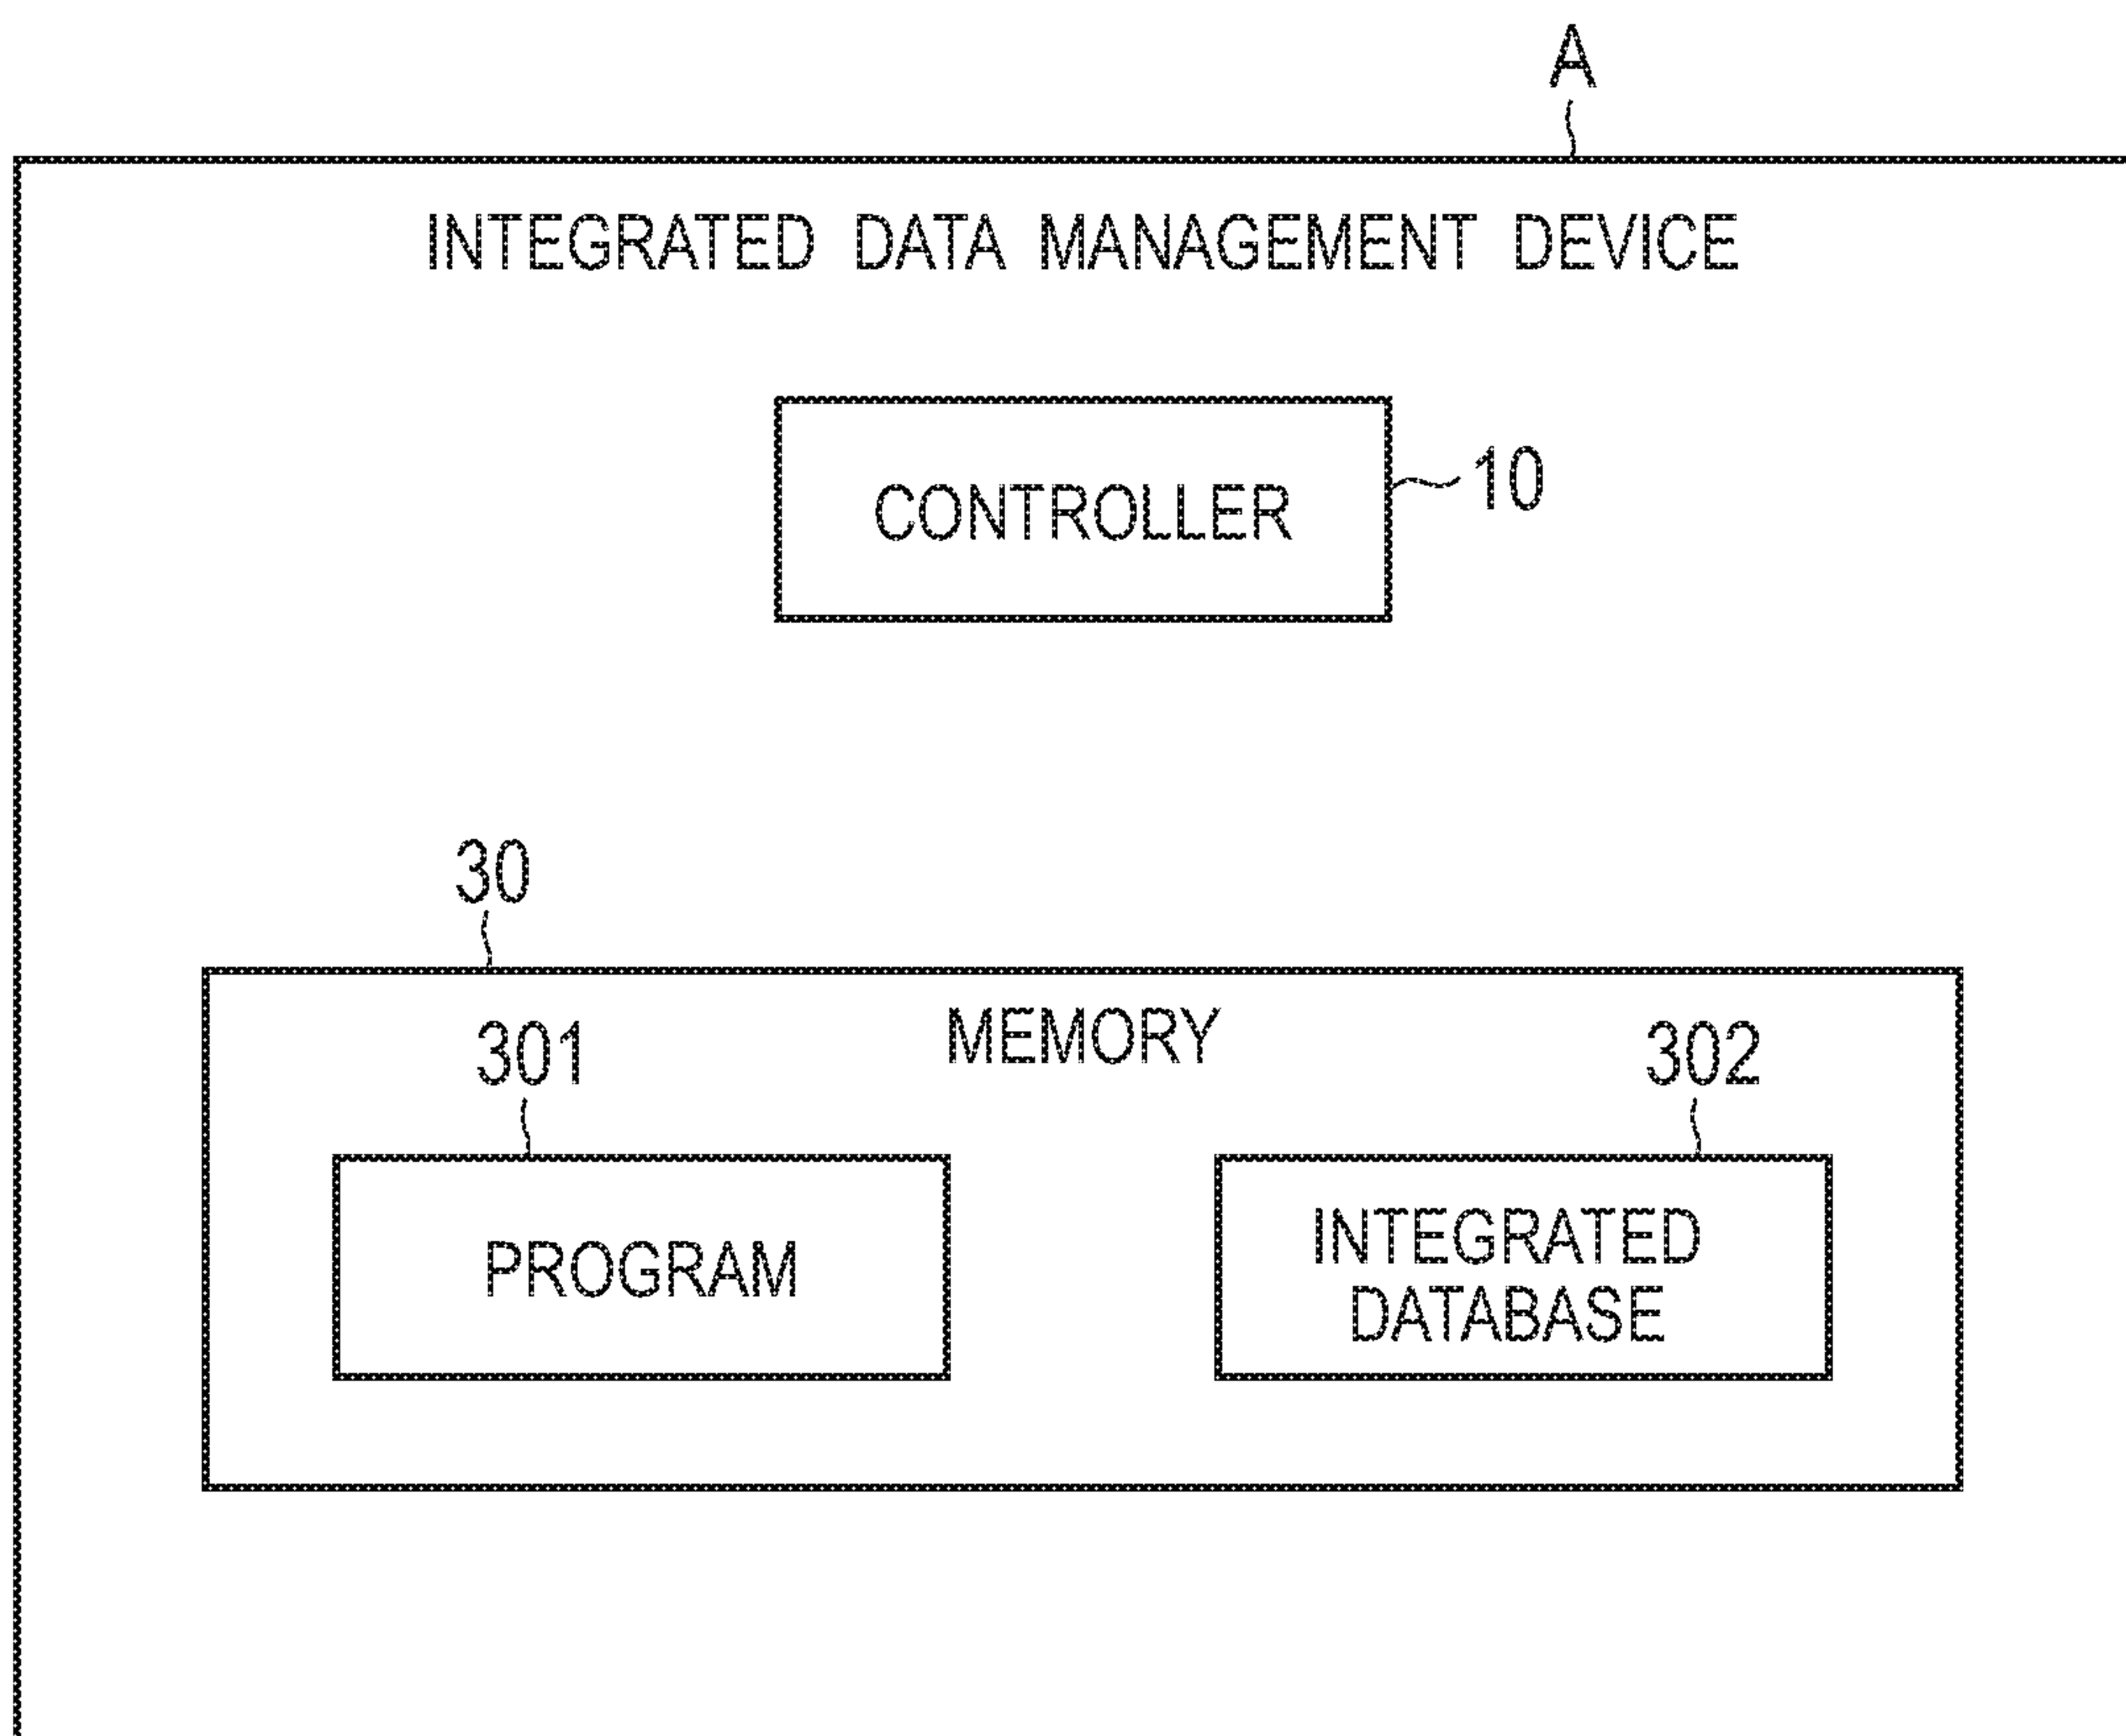 A
INTEGRATED DATA MANAGEMENT DEVICE
CONTROLLER
10
30
MEMORY
301
302
PROGRAM
INTEGRATED
DATABASE